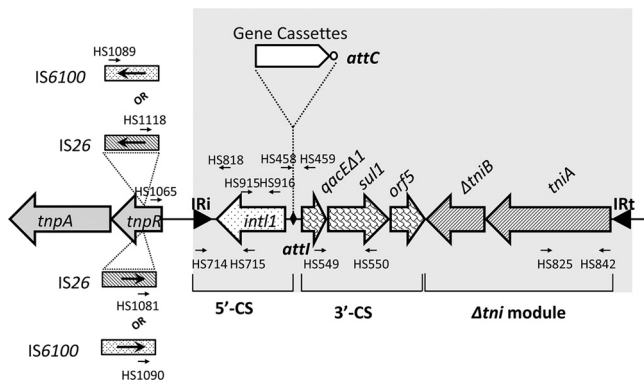 Gene Cassettes
attC
HS1089
IS6100
OR
HS1118
IS26
HS1065
HS818
HS458
HS459
HS915
HS916
qacEΔ1
sul1
orf5
ΔtniB
tniA
IRi
IRt
tnpA
tnpR
intI1
attI
HS714
HS715
HS549
HS550
HS825
HS842
IS26
HS1081
OR
IS6100
HS1090
5’-CS
3’-CS
Δtni module